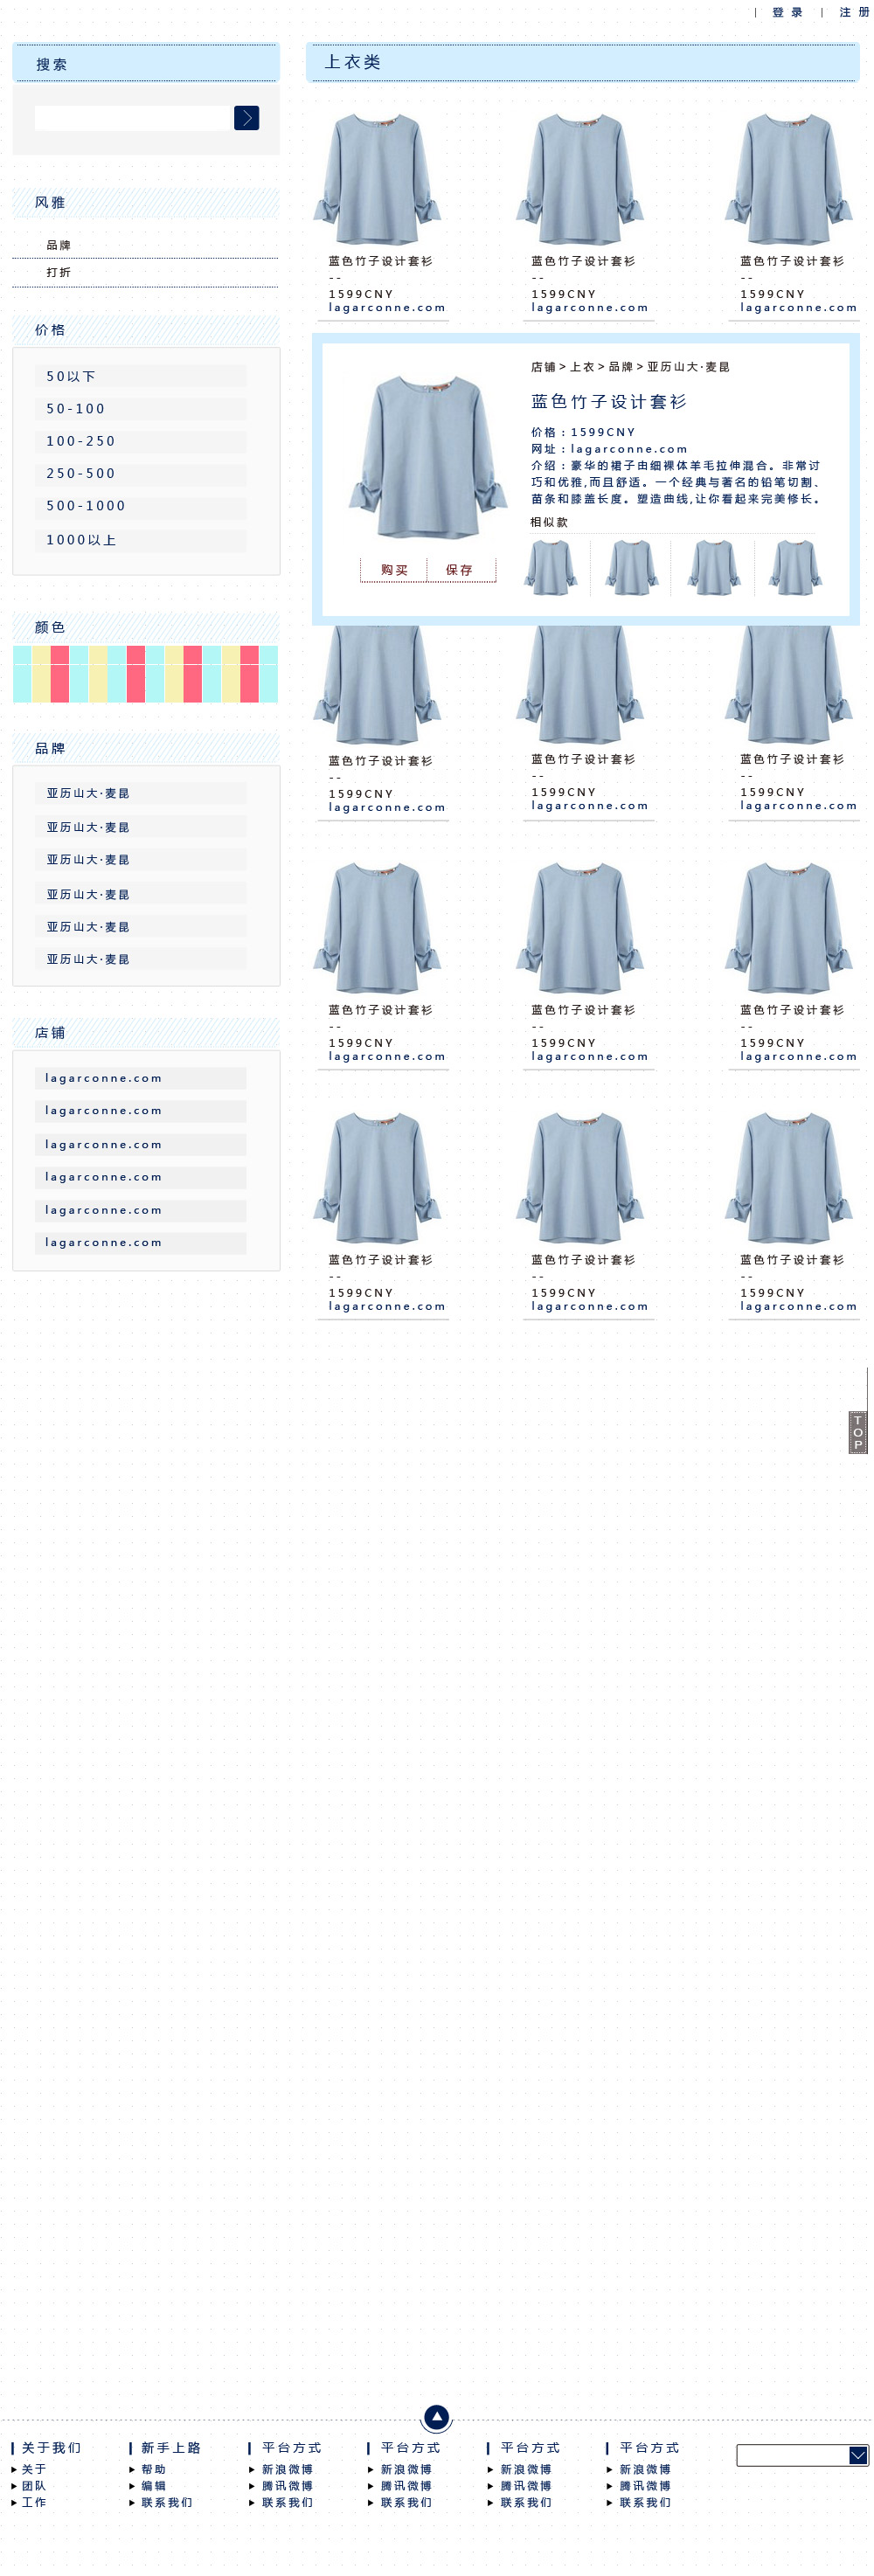 | 登 录 | 注 册
搜索
风雅
品牌
打折
价格
50以下
50-100
100-250
250-500
500-1000
1000以上
颜色
品牌
亚历山大·麦昆
亚历山大·麦昆
亚历山大·麦昆
亚历山大·麦昆
亚历山大·麦昆
亚历山大·麦昆
店铺
lagarconne.com
lagarconne.com
lagarconne.com
lagarconne.com
lagarconne.com
lagarconne.com
上衣类
蓝色竹子设计套衫
--
1599CNY
lagarconne.com
蓝色竹子设计套衫
--
1599CNY
lagarconne.com
蓝色竹子设计套衫
--
1599CNY
lagarconne.com
店铺>上衣>品牌>亚历山大·麦昆
蓝色竹子设计套衫
价格:1599CNY
网址:lagarconne.com
介绍:豪华的裙子由细裸体羊毛拉伸混合。非常讨
巧和优雅,而且舒适。一个经典与著名的铅笔切割、
苗条和膝盖长度。塑造曲线,让你看起来完美修长。
相似款
购买 保存
蓝色竹子设计套衫
--
1599CNY
lagarconne.com
蓝色竹子设计套衫
--
1599CNY
lagarconne.com
蓝色竹子设计套衫
--
1599CNY
lagarconne.com
蓝色竹子设计套衫
--
1599CNY
lagarconne.com
蓝色竹子设计套衫
--
1599CNY
lagarconne.com
蓝色竹子设计套衫
--
1599CNY
lagarconne.com
蓝色竹子设计套衫
--
1599CNY
lagarconne.com
蓝色竹子设计套衫
--
1599CNY
lagarconne.com
蓝色竹子设计套衫
--
1599CNY
lagarconne.com
TOP
关于我们
关于
团队
工作
新手上路
帮助
编辑
联系我们
平台方式
新浪微博
腾讯微博
联系我们
平台方式
新浪微博
腾讯微博
联系我们
平台方式
新浪微博
腾讯微博
联系我们
平台方式
新浪微博
腾讯微博
联系我们